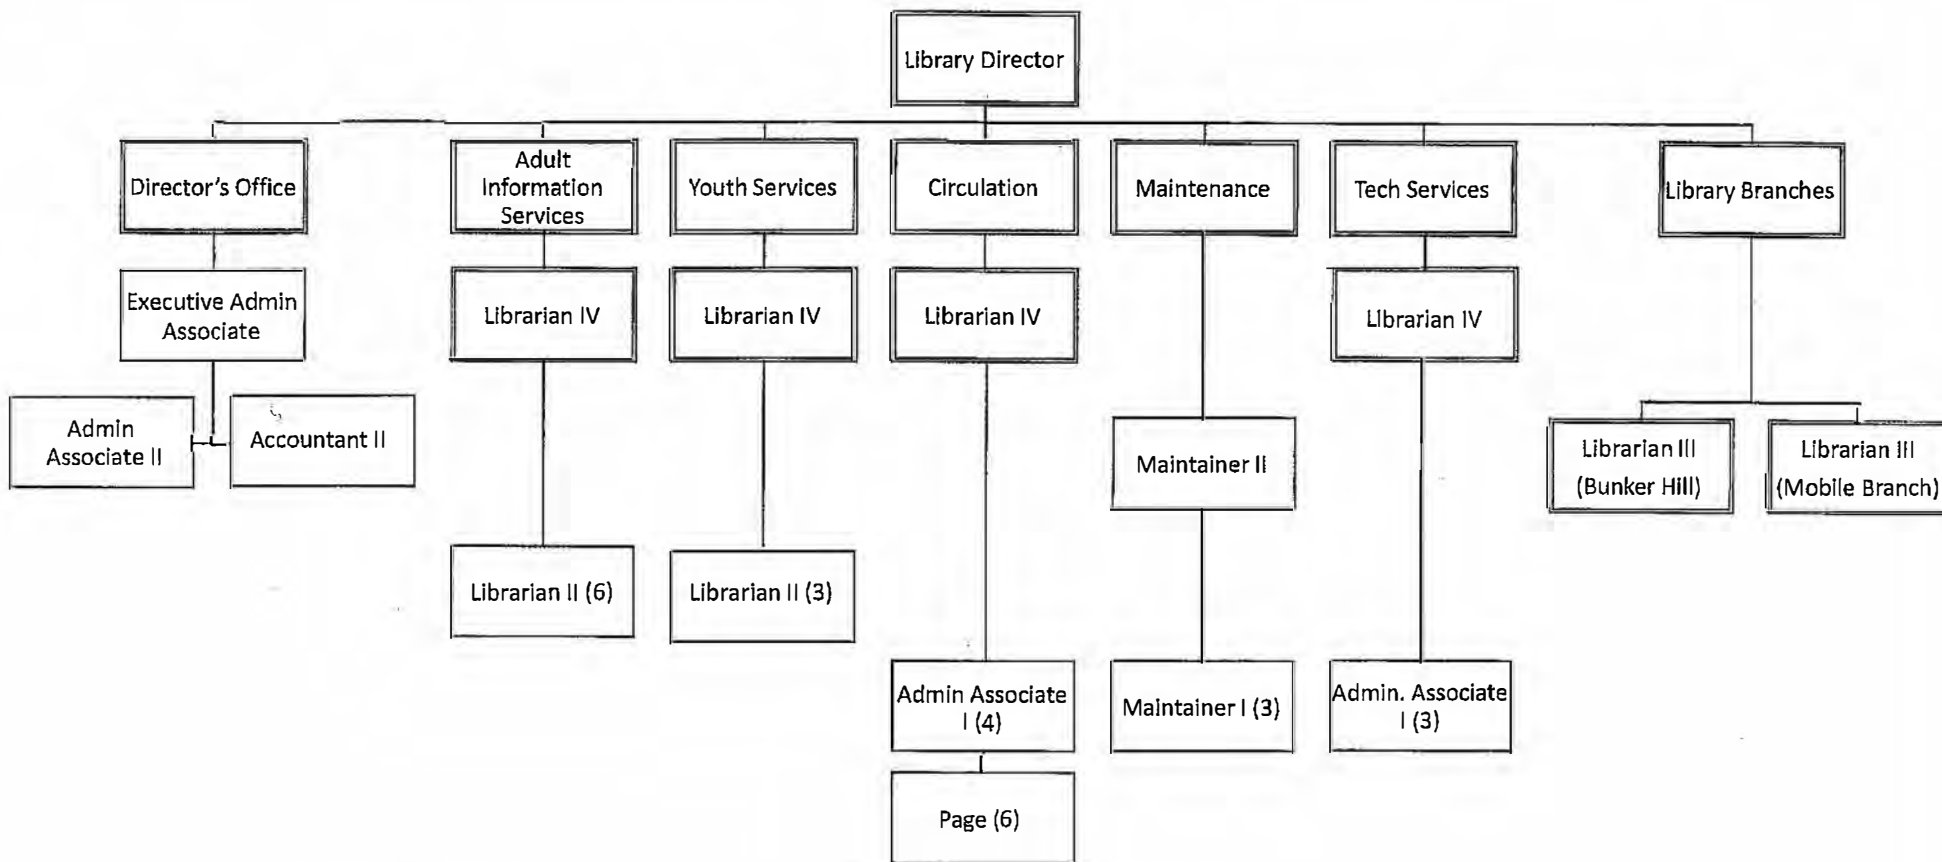 Library Director
Director's Office
Adult
Information
Services
Youth Services
Circulation
Maintenance
Tech Services
Library Branches
Executive Admin
Associate
Librarian IV
Librarian IV
Librarian IV
Librarian IV
Admin
Associate II
Accountant II
Maintainer II
Librarian III
(Bunker Hill)
Librarian III
(Mobile Branch)
Librarian II (6)
Librarian II (3)
Admin Associate
I (4)
Maintainer I (3)
Admin. Associate
I (3)
Page (6)